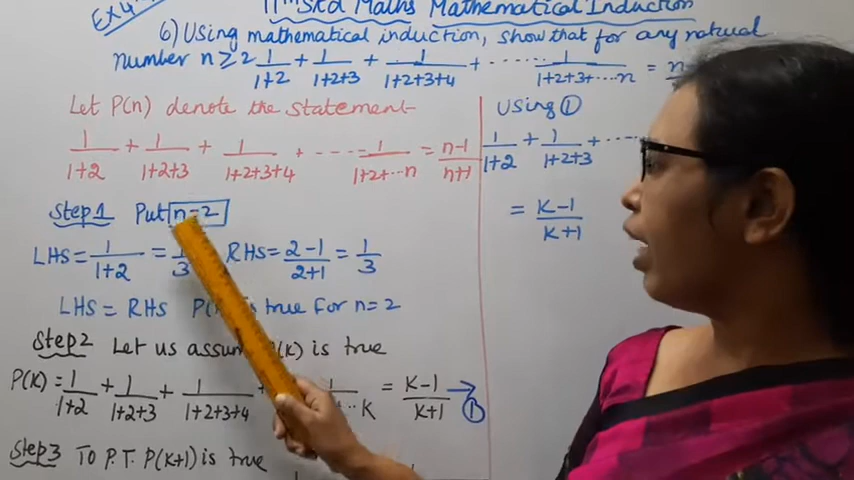 Ex 4
11th Std Maths Mathematical Induction
6) Using mathematical induction, show that for any natural
Number n ≥ 2 1/1+2 + 1/1+2+3 + 1/1+2+3+4 + ...... 1/1+2+3+....n = n-
Let P(n) denote the Statement
1/1+2 + 1/1+2+3 + 1/1+2+3+4 + ..... 1/1+2+...n = n-1/n+1
Step1 Put n=2
LHS = 1/1+2 = 1/3 RHS = 2-1/2+1 = 1/3
LHS = RHS is true for n=2
Step2 Let us is true
P(K) = 1/1+2 + 1/1+2+3 + 1/1+2+3+4 + K = K-1/K+1 → ①
Step3 To P.T. P(K+1) is true
Using ①
1/1+2 + 1/1+2+3 + .....
= K-1/K+1